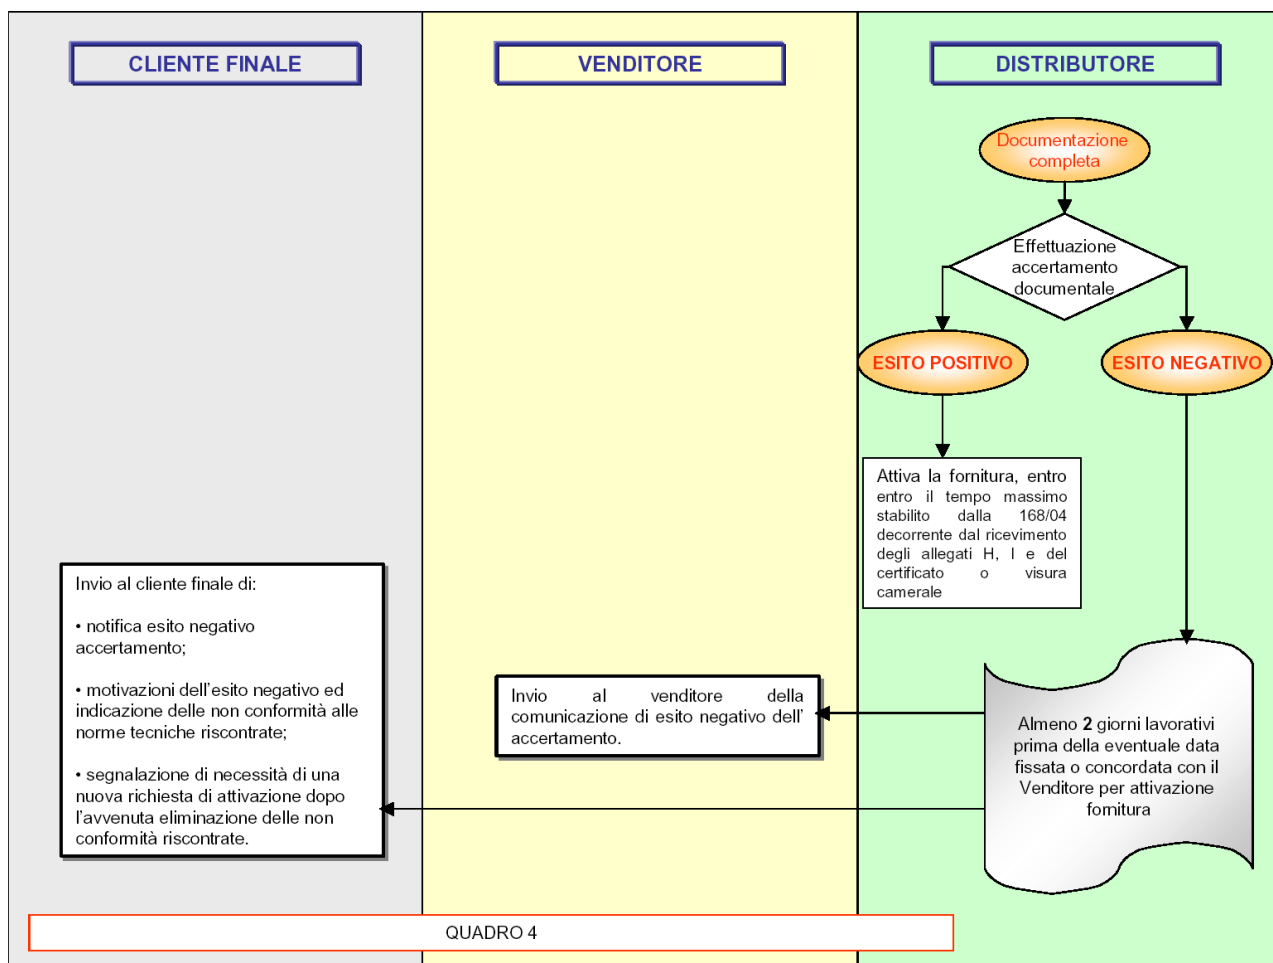 CLIENTE FINALE
VENDITORE
DISTRIBUTORE
Documentazione
completa
Effettuazione
accertamento
documentale
ESITO POSITIVO
ESITO NEGATIVO
Attiva la fornitura, entro
entro il tempo massimo
stabilito dalla 168/04
decorrente dal ricevimento
degli allegati H, I e del
certificato o visura
camerale
Invio al cliente finale di:
• notifica esito negativo
accertamento;
• motivazioni dell'esito negativo ed
indicazione delle non conformità alle
norme tecniche riscontrate;
• segnalazione di necessità di una
nuova richiesta di attivazione dopo
l'avvenuta eliminazione delle non
conformità riscontrate.
Invio al venditore della
comunicazione di esito negativo dell'
accertamento.
Almeno 2 giorni lavorativi
prima della eventuale data
fissata o concordata con il
Venditore per attivazione
fornitura
QUADRO 4